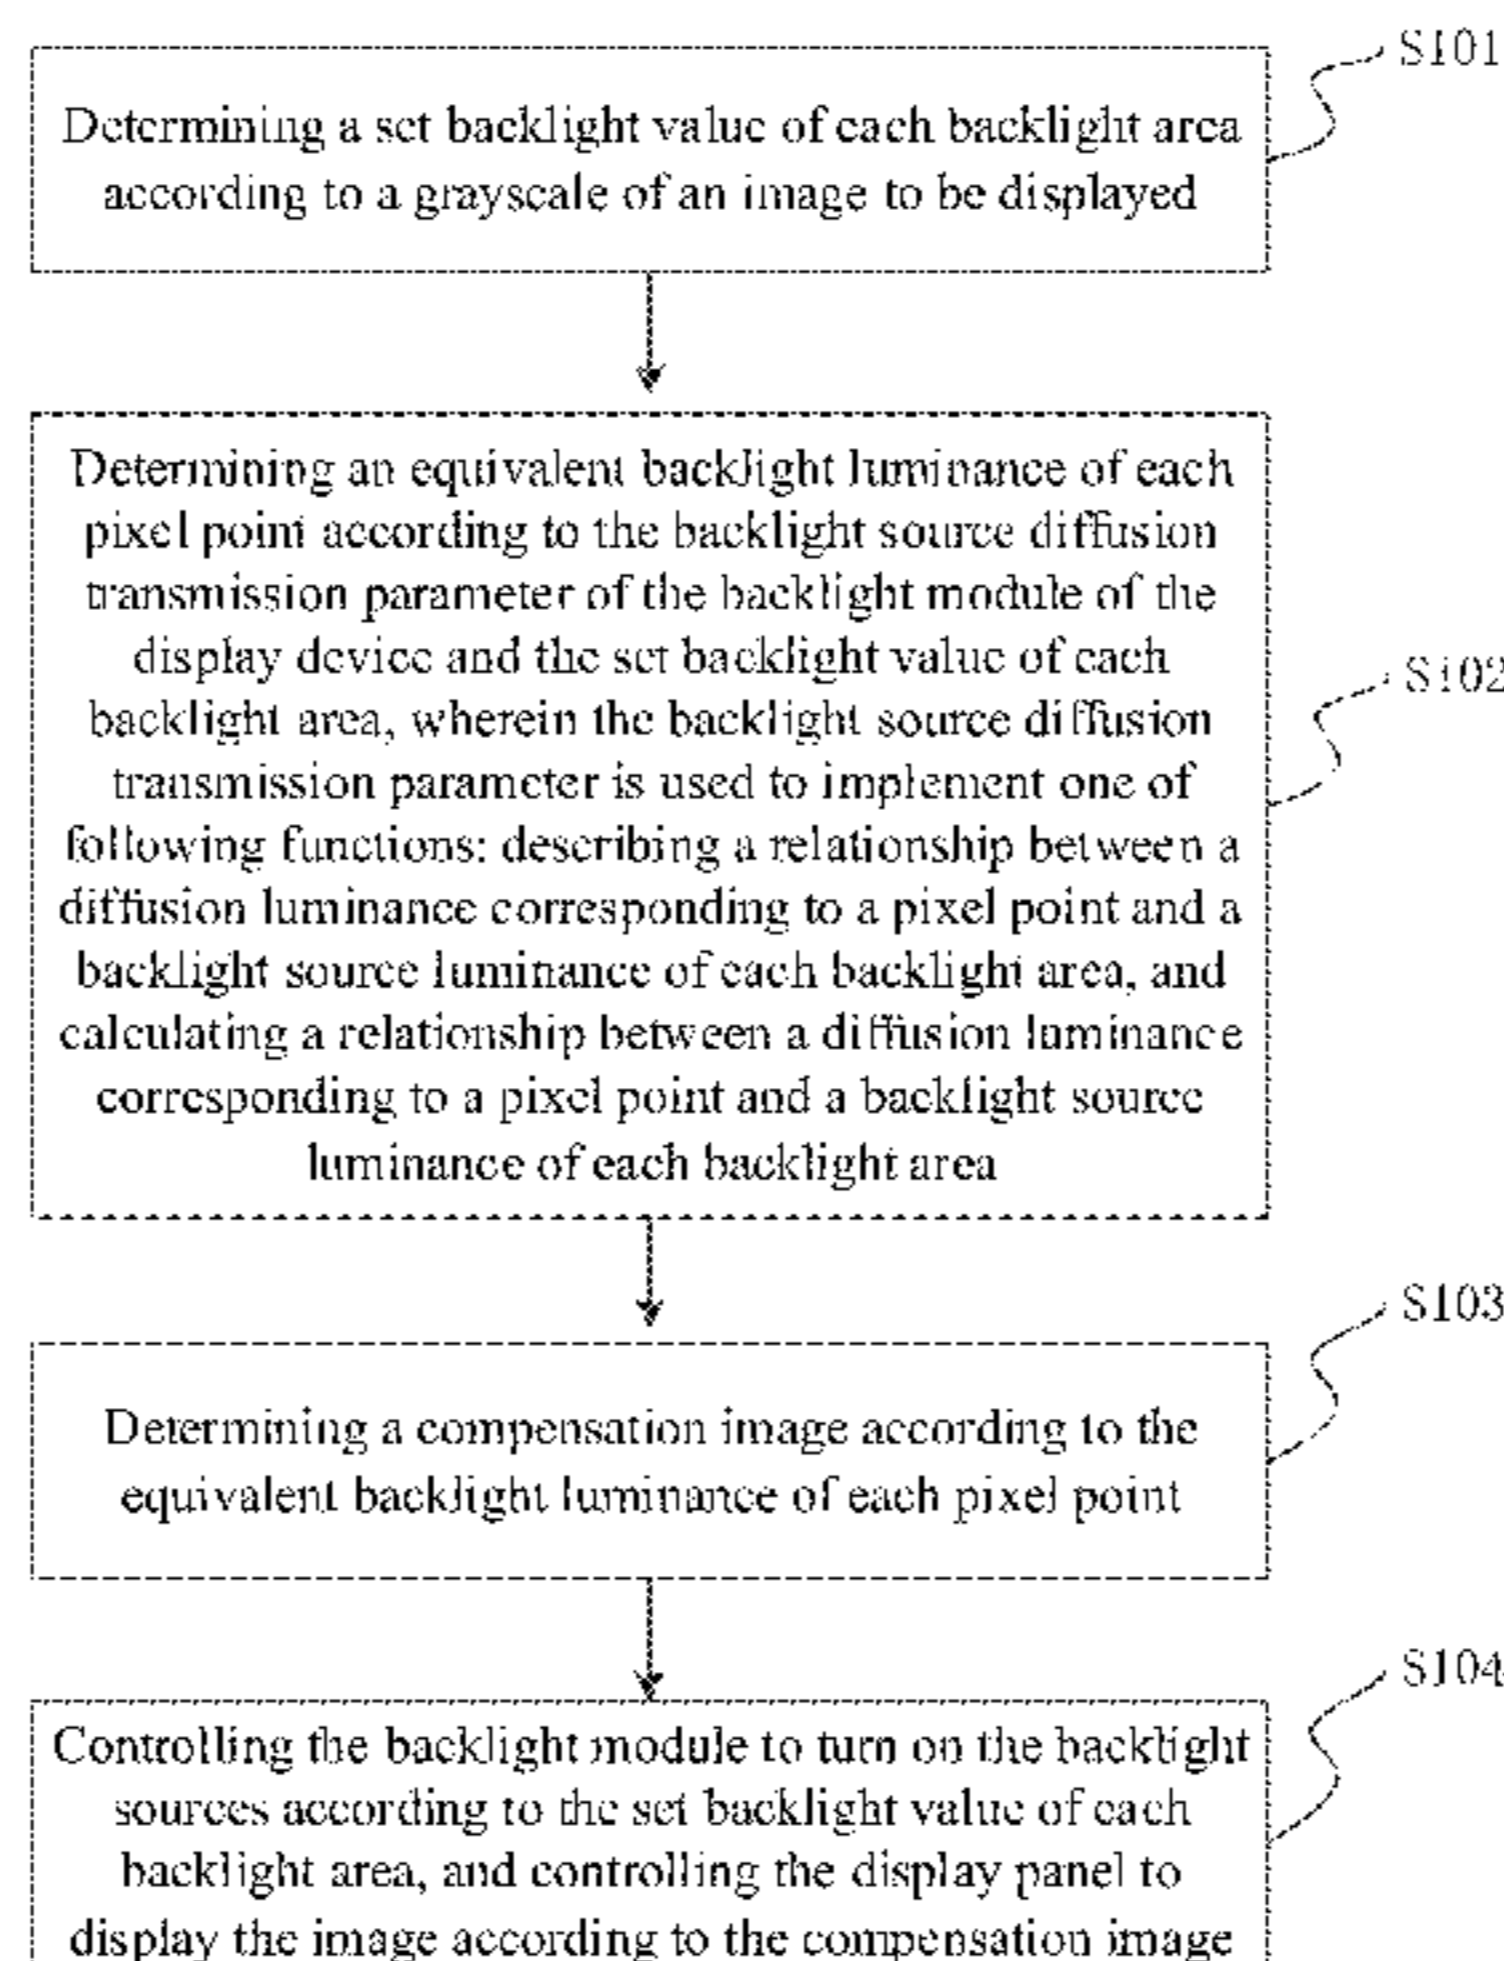 S101
Determining a set backlight value of each backlight area
according to a grayscale of an image to be displayed
Determining an equivalent backlight luminance of each
pixel point according to the backlight source diffusion
transmission parameter of the backlight module of the
display device and the set backlight value of each
backlight area, wherein the backlight source diffusion
transmission parameter is used to implement one of
following functions: describing a relationship between a
diffusion luminance corresponding to a pixel point and a
backlight source luminance of each backlight area, and
calculating a relationship between a diffusion luminance
corresponding to a pixel point and a backlight source
luminance of each backlight area
S102
S103
Determining a compensation image according to the
equivalent backlight luminance of each pixel point
S104
Controlling the backlight module to turn on the backlight
sources according to the set backlight value of each
backlight area, and controlling the display panel to
display the image according to the compensation image